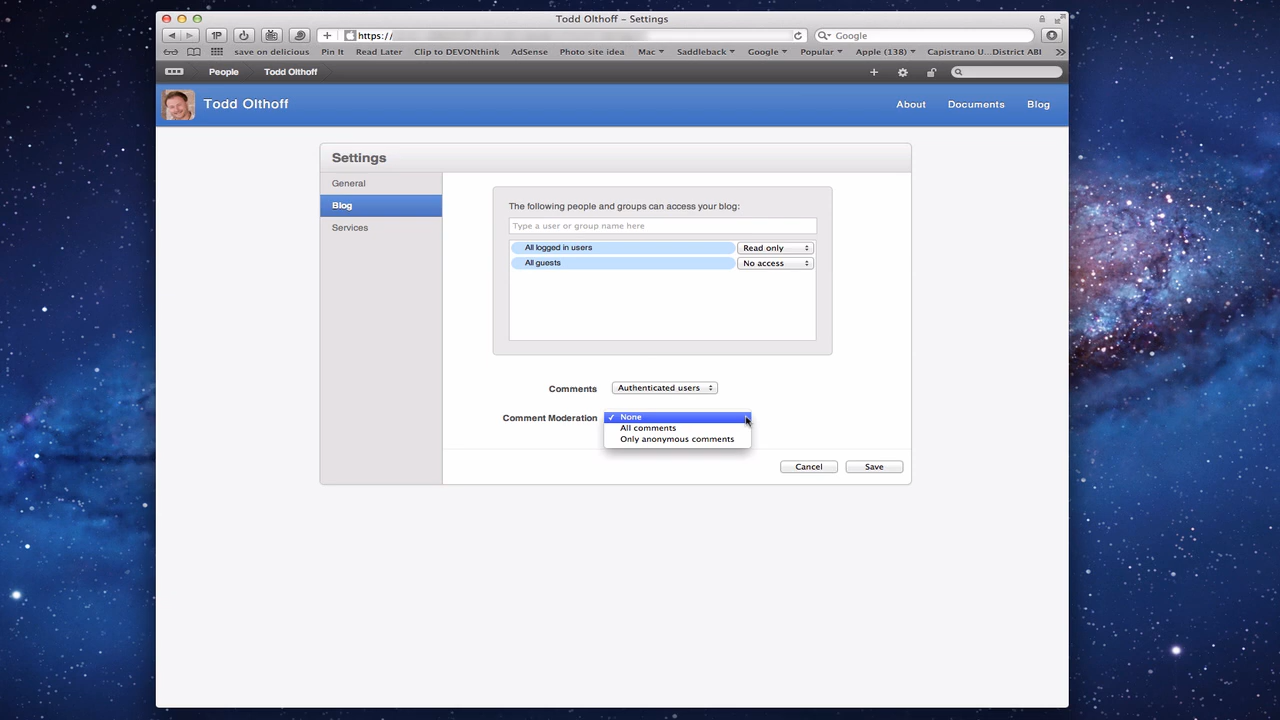 Todd Olthoff – Settings
1P
https://
Google
save on delicious Pin It Read Later Clip to DEVONthink AdSense Photo site idea Mac Saddleback Google Popular Apple (138) Capistrano U...District ABI
People Todd Olthoff
Todd Olthoff
About Documents Blog
Settings
General
Blog
Services
The following people and groups can access your blog:
Type a user or group name here
All logged in users Read only
All guests No access
Comments Authenticated users
Comment Moderation ✓ None
All comments
Only anonymous comments
Cancel Save